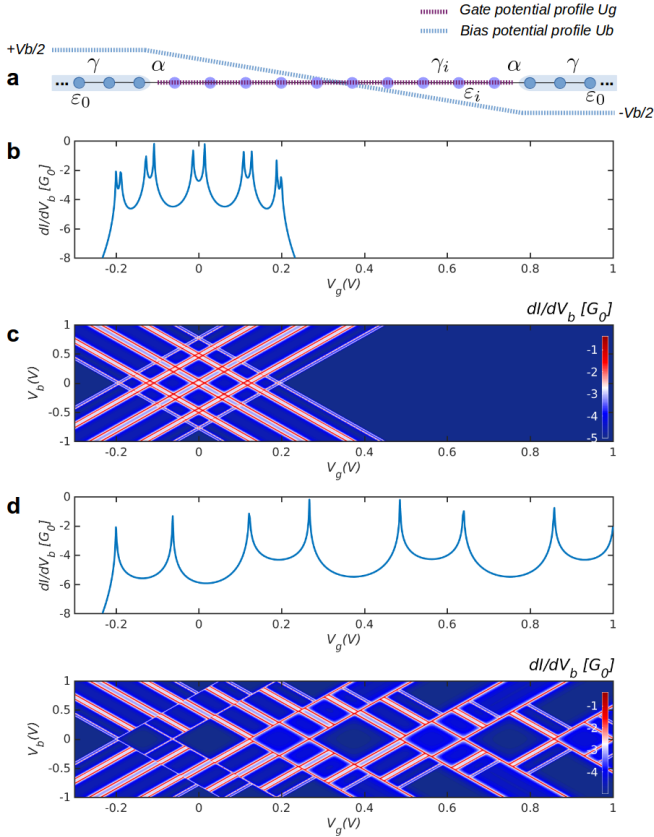 Gate potential profile Ug
Bias potential profile Ub
+Vb/2
a
γ
α
γi
α
γ
...
ε0
εi
ε0
...
-Vb/2
b
dI/dVb [G0]
0
-2
-4
-6
-8
-0.2
0
0.2
0.4
0.6
0.8
1
Vg(V)
c
dI/dVb [G0]
Vb(V)
1
0.5
0
-0.5
-1
-1
-2
-3
-4
-5
-0.2
0
0.2
0.4
0.6
0.8
1
Vg(V)
d
dI/dVb [G0]
0
-2
-4
-6
-8
-0.2
0
0.2
0.4
0.6
0.8
1
Vg(V)
dI/dVb [G0]
Vb(V)
1
0.5
0
-0.5
-1
-1
-2
-3
-4
-0.2
0
0.2
0.4
0.6
0.8
1
Vg(V)